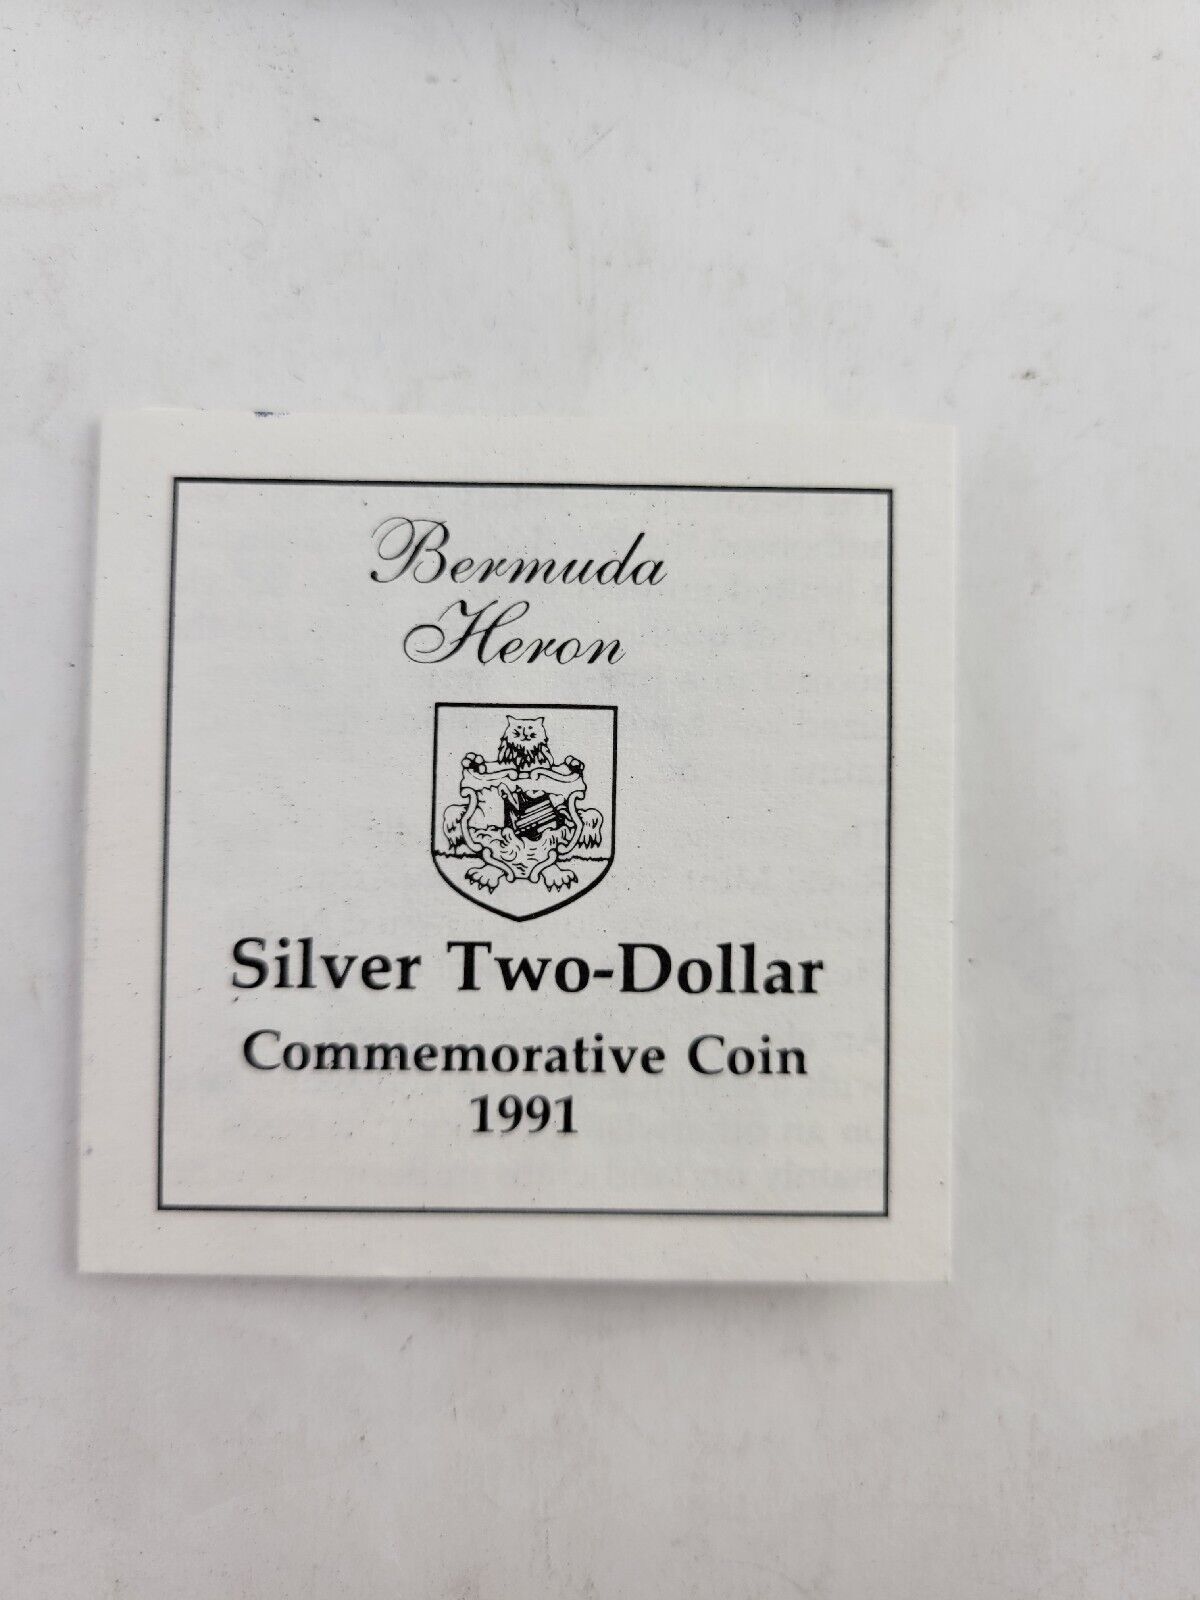 Bermuda
Heron
Silver Two-Dollar
Commemorative Coin
1991